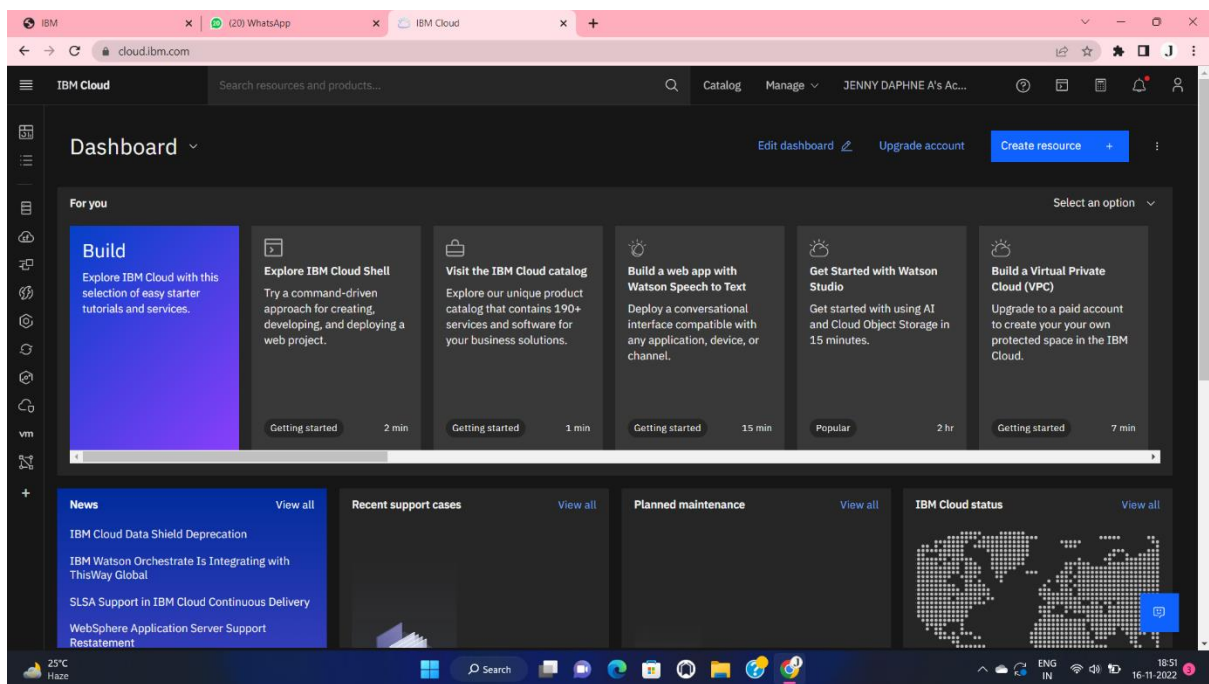 IBM
(20) WhatsApp
IBM Cloud
cloud.ibm.com
J
IBM Cloud
Search resources and products...
Catalog
Manage
JENNY DAPHNE A's Ac...
Dashboard
Edit dashboard
Upgrade account
Create resource +
For you
Select an option
Build
Explore IBM Cloud with this
selection of easy starter
tutorials and services.
Explore IBM Cloud Shell
Try a command-driven
approach for creating,
developing, and deploying a
web project.
Getting started
2 min
Visit the IBM Cloud catalog
Explore our unique product
catalog that contains 190+
services and software for
your business solutions.
Getting started
1 min
Build a web app with
Watson Speech to Text
Deploy a conversational
interface compatible with
any application, device, or
channel.
Getting started
15 min
Get Started with Watson
Studio
Get started with using AI
and Cloud Object Storage in
15 minutes.
Popular
2 hr
Build a Virtual Private
Cloud (VPC)
Upgrade to a paid account
to create your your own
protected space in the IBM
Cloud.
Getting started
7 min
vm
News
View all
IBM Cloud Data Shield Deprecation
IBM Watson Orchestrate Is Integrating with
ThisWay Global
SLSA Support in IBM Cloud Continuous Delivery
WebSphere Application Server Support
Restatement
Recent support cases
View all
Planned maintenance
View all
IBM Cloud status
View all
25°C
Haze
Search
ENG
IN
18:51
16-11-2022
3